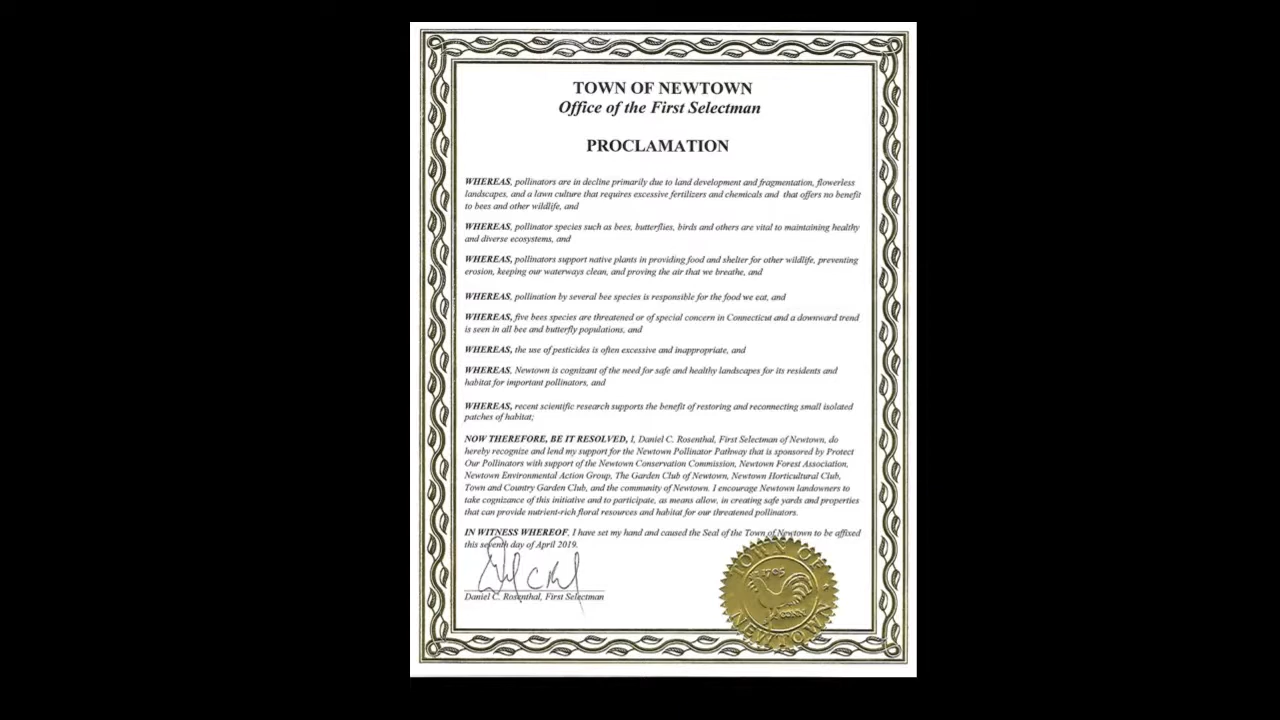 TOWN OF NEWTOWN
Office of the First Selectman
PROCLAMATION
WHEREAS, pollinators are in decline primarily due to land development and fragmentation, flowerless
landscapes, and a lawn culture that requires excessive fertilizers and chemicals and that offers no benefit
to bees and other wildlife, and
WHEREAS, pollinator species such as bees, butterflies, birds and others are vital to maintaining healthy
and diverse ecosystems, and
WHEREAS, pollinators support native plants in providing food and shelter for other wildlife, preventing
erosion, keeping our waterways clean, and proving the air that we breathe, and
WHEREAS, pollination by several bee species is responsible for the food we eat, and
WHEREAS, five bees species are threatened or of special concern in Connecticut and a downward trend
is seen in all bee and butterfly populations, and
WHEREAS, the use of pesticides is often excessive and inappropriate, and
WHEREAS, Newtown is cognizant of the need for safe and healthy landscapes for its residents and
habitat for important pollinators, and
WHEREAS, recent scientific research supports the benefit of restoring and reconnecting small isolated
patches of habitat;
NOW THEREFORE, BE IT RESOLVED, I, Daniel C. Rosenthal, First Selectman of Newtown, do
hereby recognize and lend my support for the Newtown Pollinator Pathway that is sponsored by Protect
Our Pollinators with support of the Newtown Conservation Commission, Newtown Forest Association,
Newtown Environmental Action Group, The Garden Club of Newtown, Newtown Horticultural Club,
Town and Country Garden Club, and the community of Newtown. I encourage Newtown landowners to
take cognizance of this initiative and to participate, as means allow, in creating safe yards and properties
that can provide nutrient-rich floral resources and habitat for our threatened pollinators.
IN WITNESS WHEREOF, I have set my hand and caused the Seal of the Town of Newtown to be affixed
this seventh day of April 2019.
Daniel C. Rosenthal, First Selectman
TOWN OF
1705
CONN
NEWTOWN